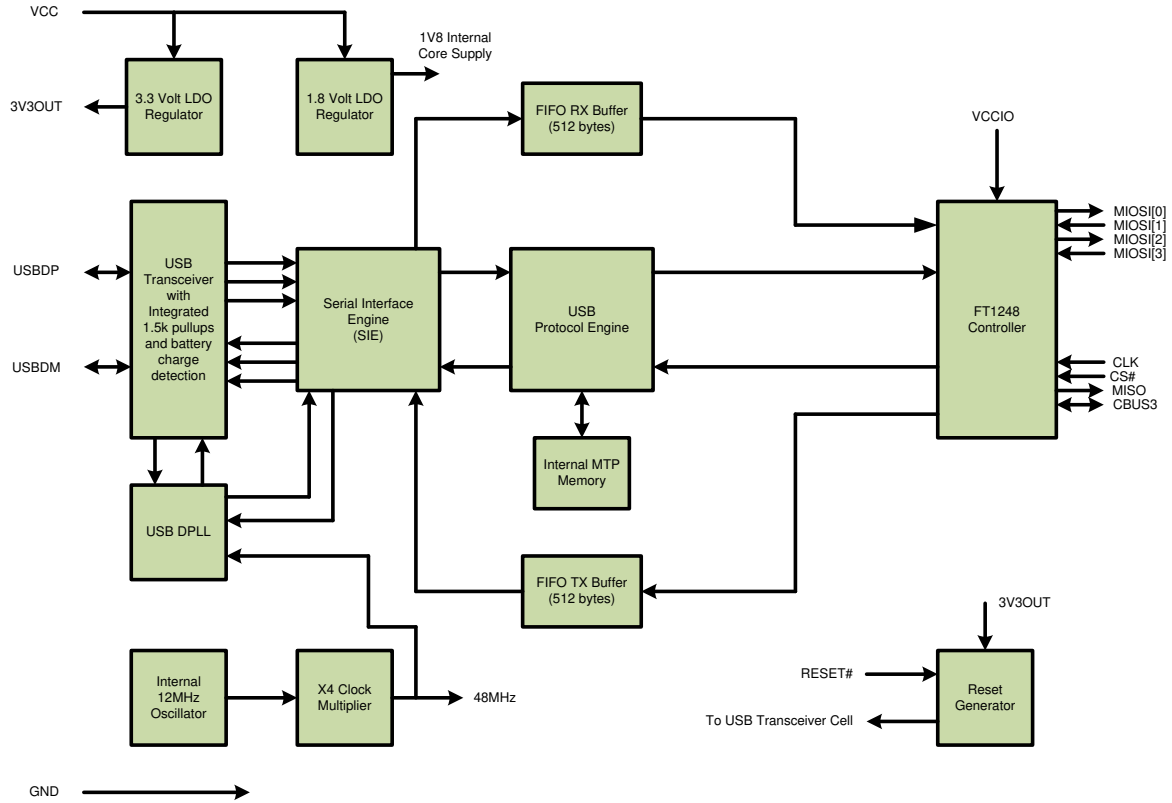 VCC
1V8 Internal
Core Supply
3.3 Volt LDO
Regulator
1.8 Volt LDO
Regulator
3V3OUT
FIFO RX Buffer
(512 bytes)
VCCIO
USBDP
USBDM
USB
Transceiver
with
Integrated
1.5k pullups
and battery
charge
detection
Serial Interface
Engine
(SIE)
USB
Protocol Engine
FT1248
Controller
MIOSI[0]
MIOSI[1]
MIOSI[2]
MIOSI[3]
CLK
CS#
MISO
CBUS3
Internal MTP
Memory
USB DPLL
FIFO TX Buffer
(512 bytes)
3V3OUT
Internal
12MHz
Oscillator
X4 Clock
Multiplier
48MHz
RESET#
To USB Transceiver Cell
Reset
Generator
GND